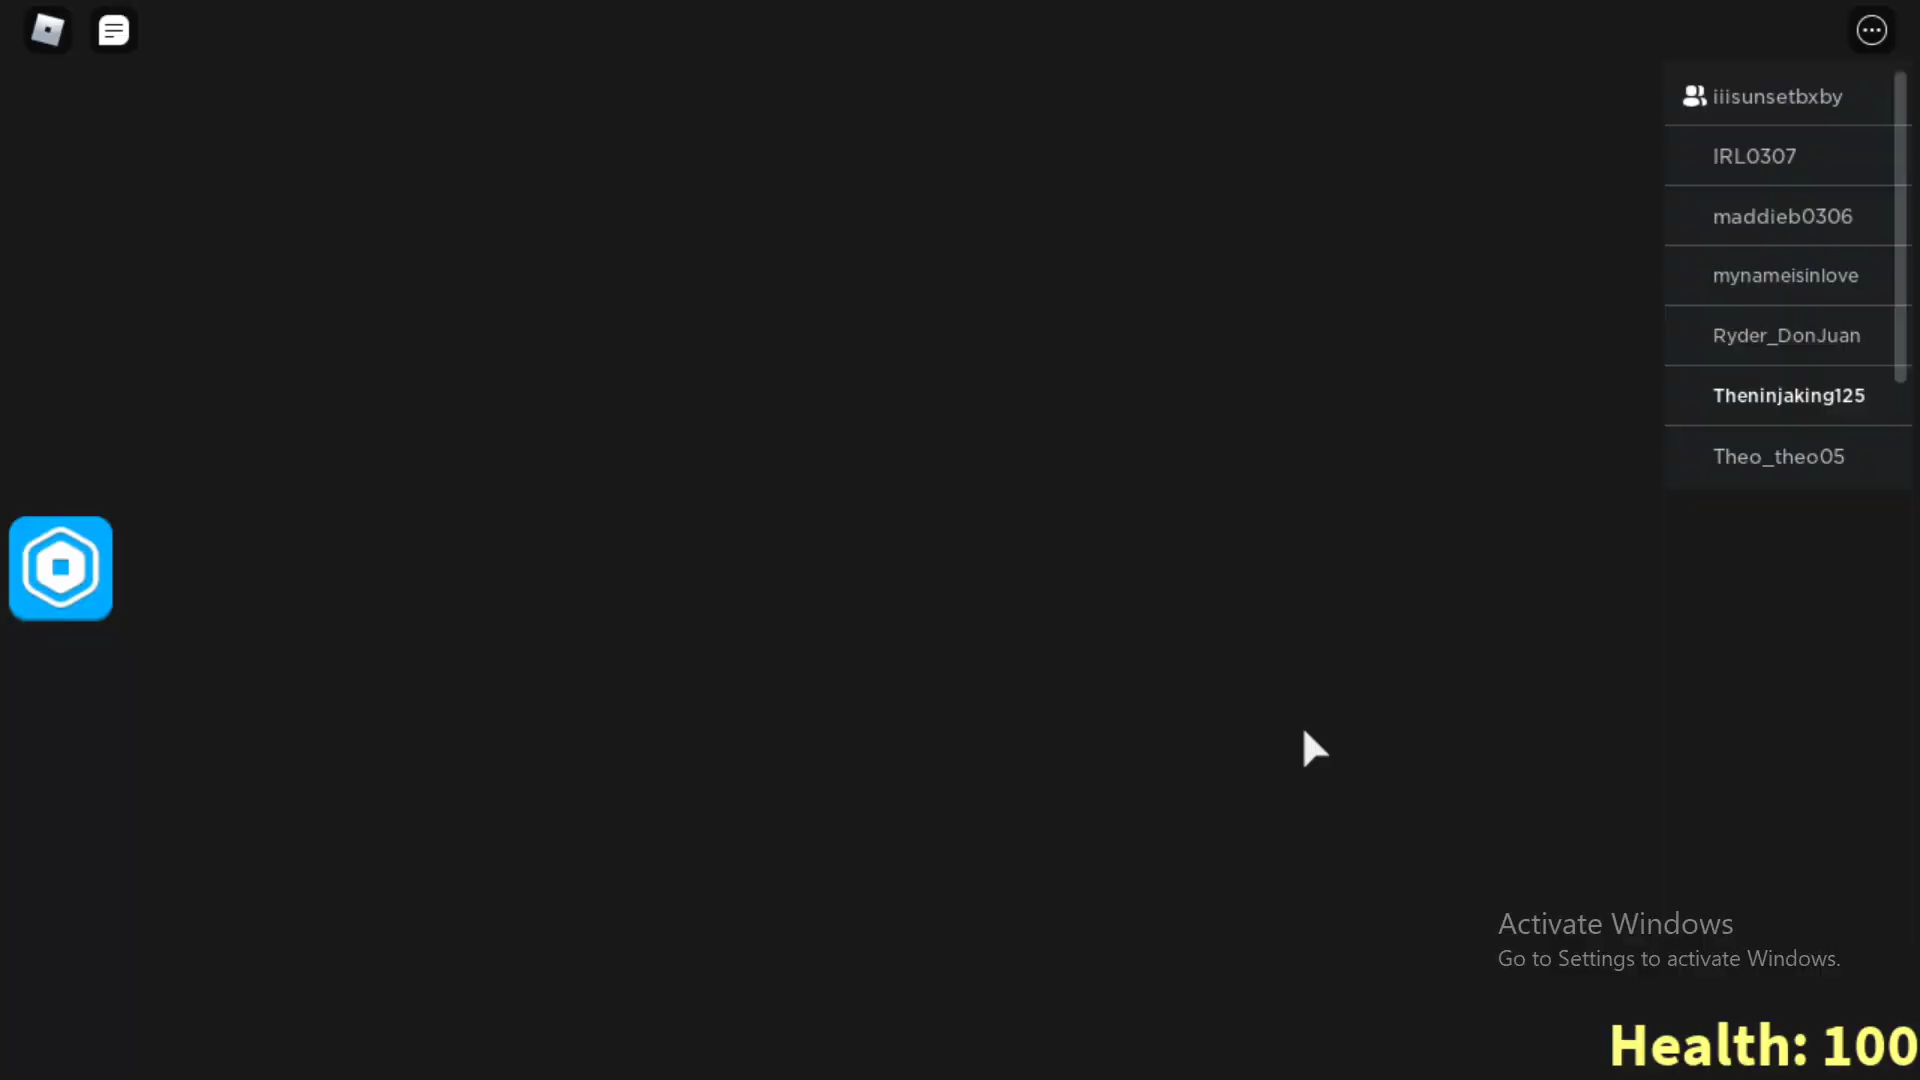 iiisunsetbxby
IRL0307
maddieb0306
mynameisinlove
Ryder_DonJuan
Theninjaking125
Theo_theo05
Activate Windows
Go to Settings to activate Windows.
Health: 100